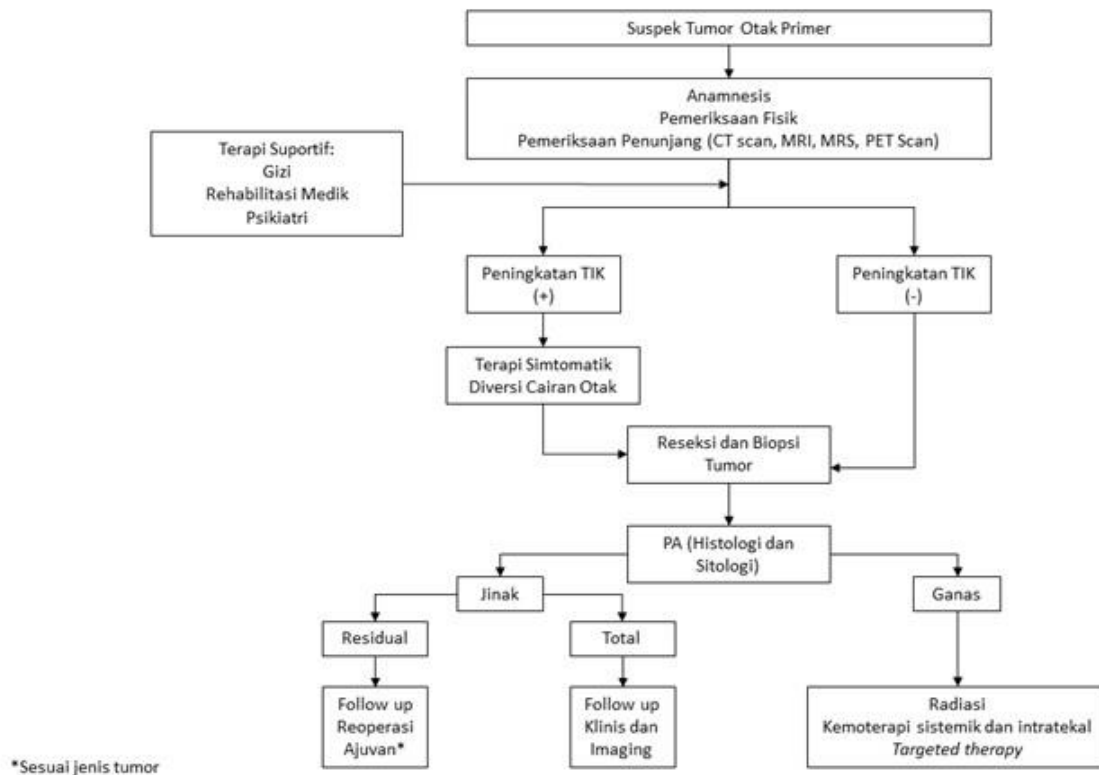 Suspek Tumor Otak Primer
Anamnesis
Pemeriksaan Fisik
Pemeriksaan Penunjang (CT scan, MRI, MRS, PET Scan)
Terapi Suportif:
Gizi
Rehabilitasi Medik
Psikiatri
Peningkatan TIK
(+)
Peningkatan TIK
(-)
Terapi Simtomatik
Diversi Cairan Otak
Reseksi dan Biopsi
Tumor
PA (Histologi dan
Sitologi)
Jinak
Ganas
Residual
Total
Follow up
Reoperasi
Ajuvan*
Follow up
Klinis dan
Imaging
Radiasi
Kemoterapi sistemik dan intratekal
Targeted therapy
*Sesuai jenis tumor